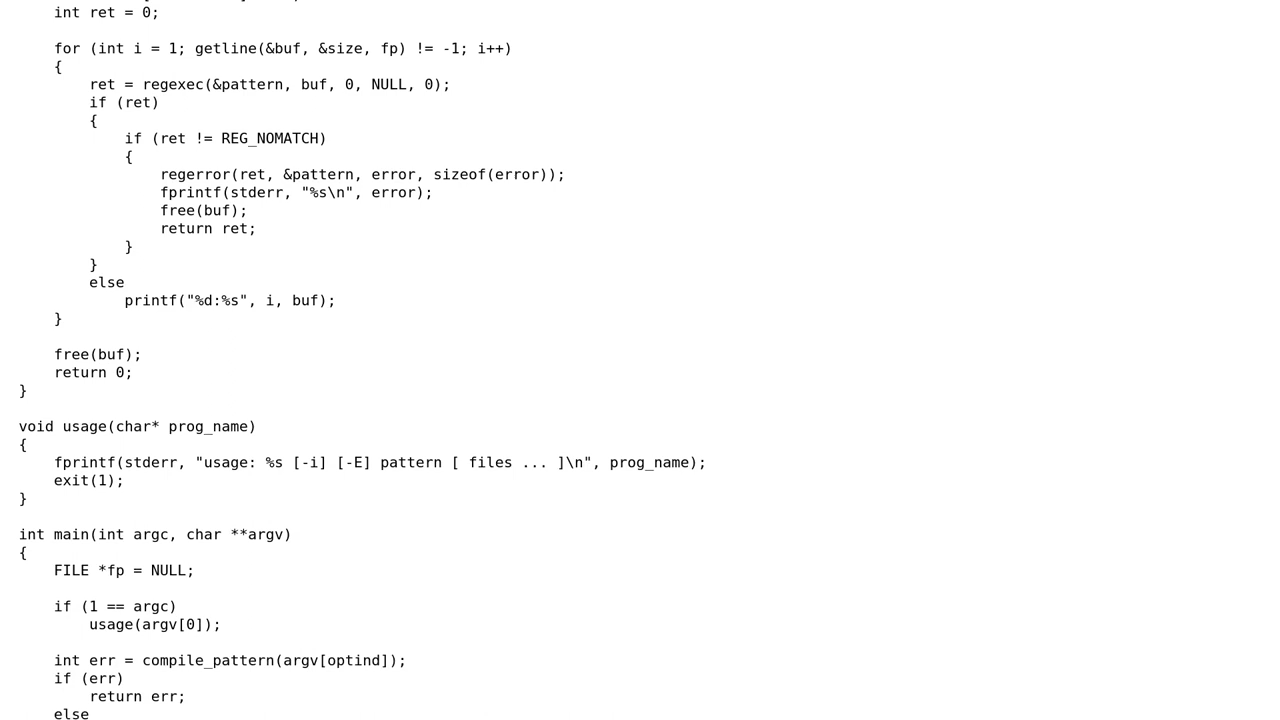 int ret = 0;

    for (int i = 1; getline(&buf, &size, fp) != -1; i++)
    {
        ret = regexec(&pattern, buf, 0, NULL, 0);
        if (ret)
        {
            if (ret != REG_NOMATCH)
            {
                regerror(ret, &pattern, error, sizeof(error));
                fprintf(stderr, "%s\n", error);
                free(buf);
                return ret;
            }
        }
        else
            printf("%d:%s", i, buf);
    }

    free(buf);
    return 0;
}

void usage(char* prog_name)
{
    fprintf(stderr, "usage: %s [-i] [-E] pattern [ files ... ]\n", prog_name);
    exit(1);
}

int main(int argc, char **argv)
{
    FILE *fp = NULL;

    if (1 == argc)
        usage(argv[0]);

    int err = compile_pattern(argv[optind]);
    if (err)
        return err;
    else